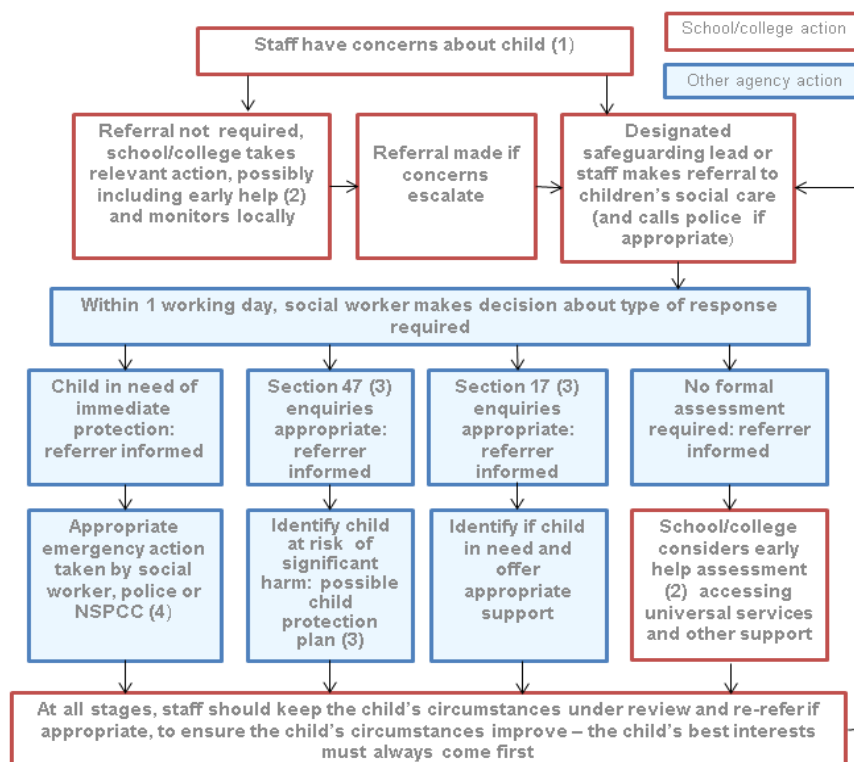 Staff have concerns about child (1)
School/college action
Other agency action
Referral not required,
school/college takes
relevant action, possibly
including early help (2)
and monitors locally
Referral made if
concerns
escalate
Designated
safeguarding lead or
staff makes referral to
children’s social care
(and calls police if
appropriate)
Within 1 working day, social worker makes decision about type of response
required
Child in need of
immediate
protection:
referrer informed
Section 47 (3)
enquiries
appropriate:
referrer
informed
Section 17 (3)
enquiries
appropriate:
referrer
informed
No formal
assessment
required: referrer
informed
Appropriate
emergency action
taken by social
worker, police or
NSPCC (4)
Identify child
at risk of
significant
harm: possible
child
protection
plan (3)
Identify if child
in need and
offer
appropriate
support
School/college
considers early
help assessment
(2) accessing
universal services
and other support
At all stages, staff should keep the child’s circumstances under review and re-refer if
appropriate, to ensure the child’s circumstances improve – the child’s best interests
must always come first